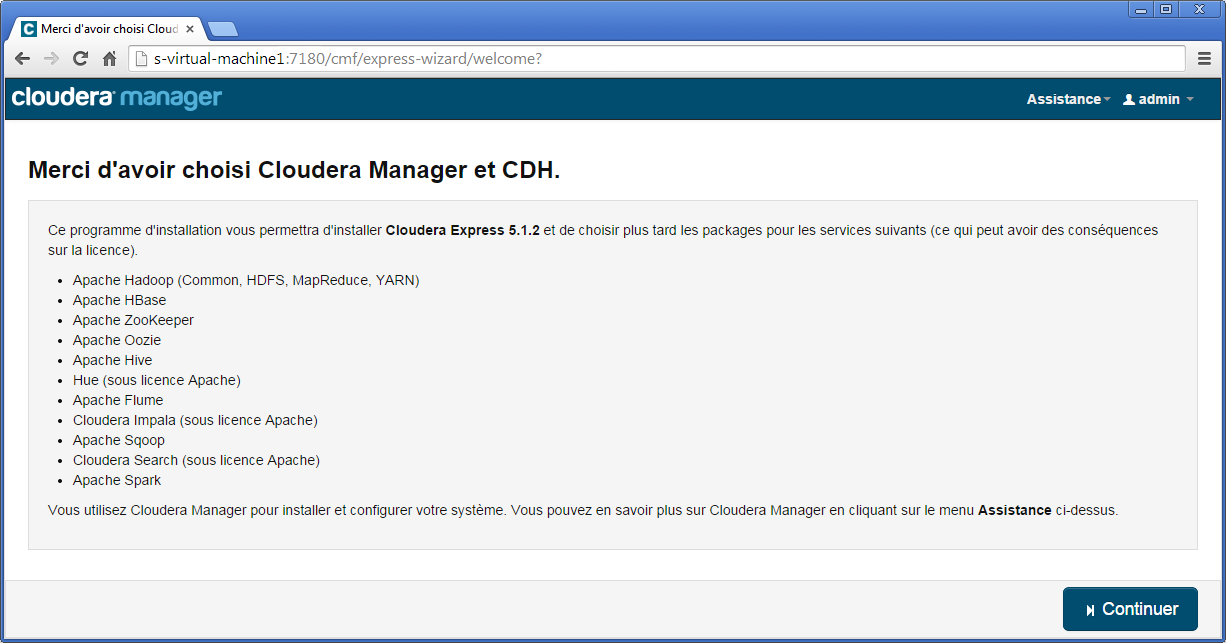 Merci d'avoir choisi Cloud
s-virtual-machine1:7180/cmf/express-wizard/welcome?
cloudera manager
Assistance
admin
Merci d'avoir choisi Cloudera Manager et CDH.
Ce programme d'installation vous permettra d'installer Cloudera Express 5.1.2 et de choisir plus tard les packages pour les services suivants (ce qui peut avoir des conséquences
sur la licence).
Apache Hadoop (Common, HDFS, MapReduce, YARN)
Apache HBase
Apache ZooKeeper
Apache Oozie
Apache Hive
Hue (sous licence Apache)
Apache Flume
Cloudera Impala (sous licence Apache)
Apache Sqoop
Cloudera Search (sous licence Apache)
Apache Spark
Vous utilisez Cloudera Manager pour installer et configurer votre système. Vous pouvez en savoir plus sur Cloudera Manager en cliquant sur le menu Assistance ci-dessus.
Continuer